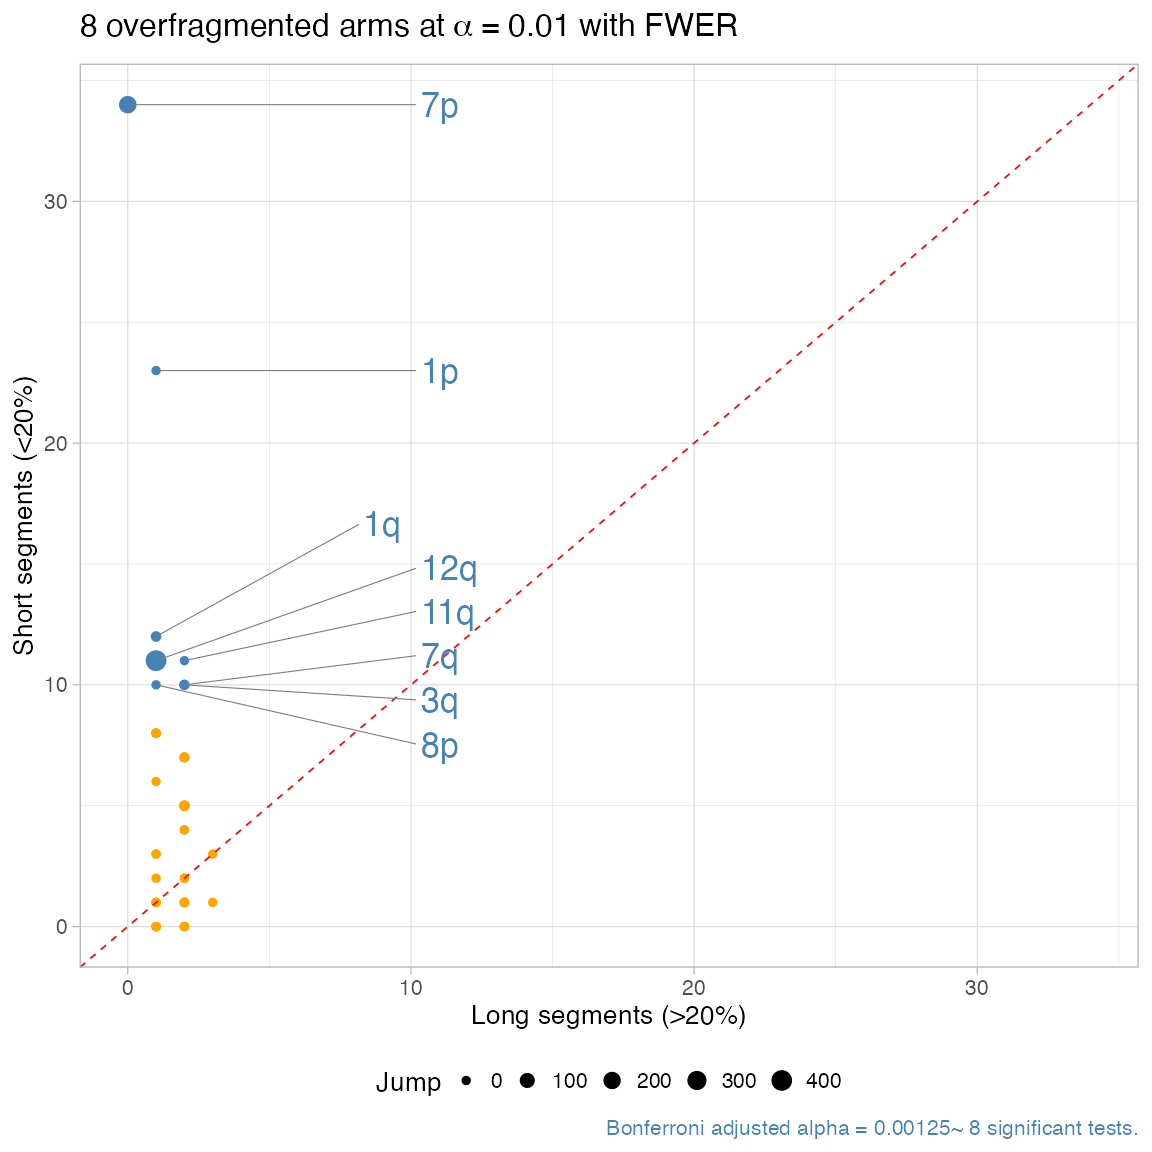 8 overfragmented arms at α = 0.01 with FWER
7p
30
1p
20
1q
12q
11q
7q
10
3q
8p
0
Short segments (<20%)
0 10 20 30
Long segments (>20%)
Jump 0 100 200 300 400
Bonferroni adjusted alpha = 0.00125~ 8 significant tests.